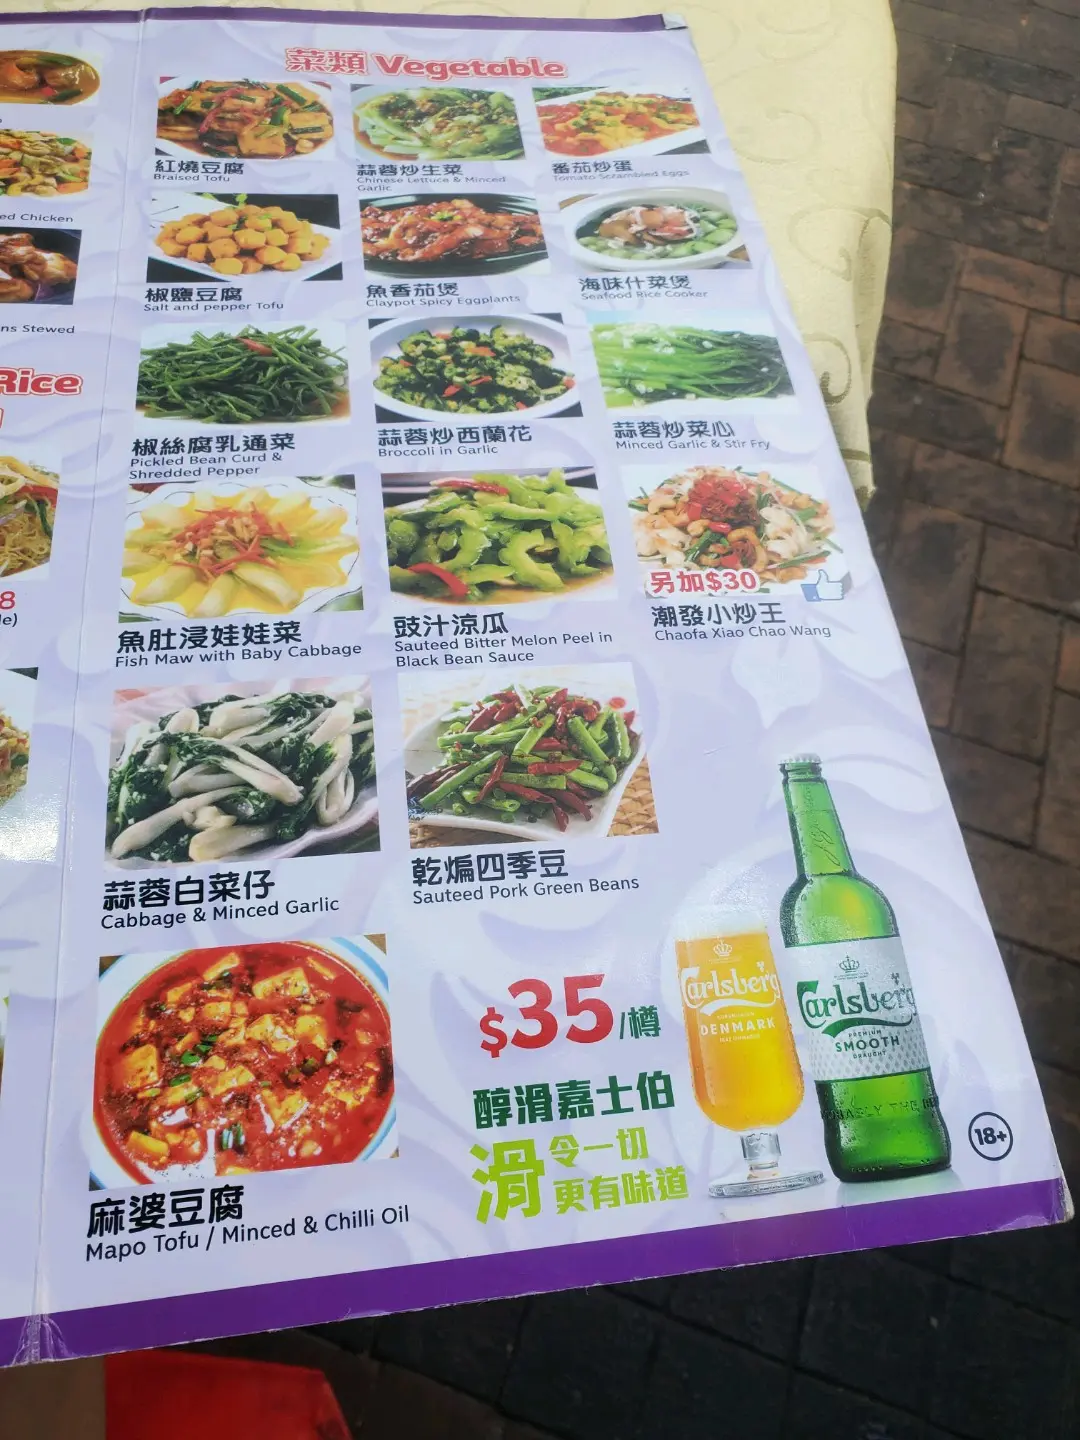 菜類 Vegetable
紅燒豆腐
Braised Tofu
蒜蓉炒生菜
Chinese Lettuce & Minced
Garlic
番茄炒蛋
Tomato Scrambled Eggs
椒鹽豆腐
Salt and pepper Tofu
魚香茄煲
Claypot Spicy Eggplants
海味什菜煲
Seafood Rice Cooker
椒絲腐乳通菜
Pickled Bean Curd &
Shredded Pepper
蒜蓉炒西蘭花
Broccoli in Garlic
蒜蓉炒菜心
Minced Garlic & Stir Fry
魚肚浸娃娃菜
Fish Maw with Baby Cabbage
豉汁涼瓜
Sauteed Bitter Melon Peel in
Black Bean Sauce
另加$30
潮發小炒王
Chaofa Xiao Chao Wang
蒜蓉白菜仔
Cabbage & Minced Garlic
乾煸四季豆
Sauteed Pork Green Beans
麻婆豆腐
Mapo Tofu / Minced & Chilli Oil
$35/樽
醇滑嘉士伯
滑 令一切
更有味道
Carlsberg
DENMARK
Carlsberg
PREMIUM
SMOOTH
DRAUGHT
18+
ed Chicken
ns Stewed
Rice
8
le)